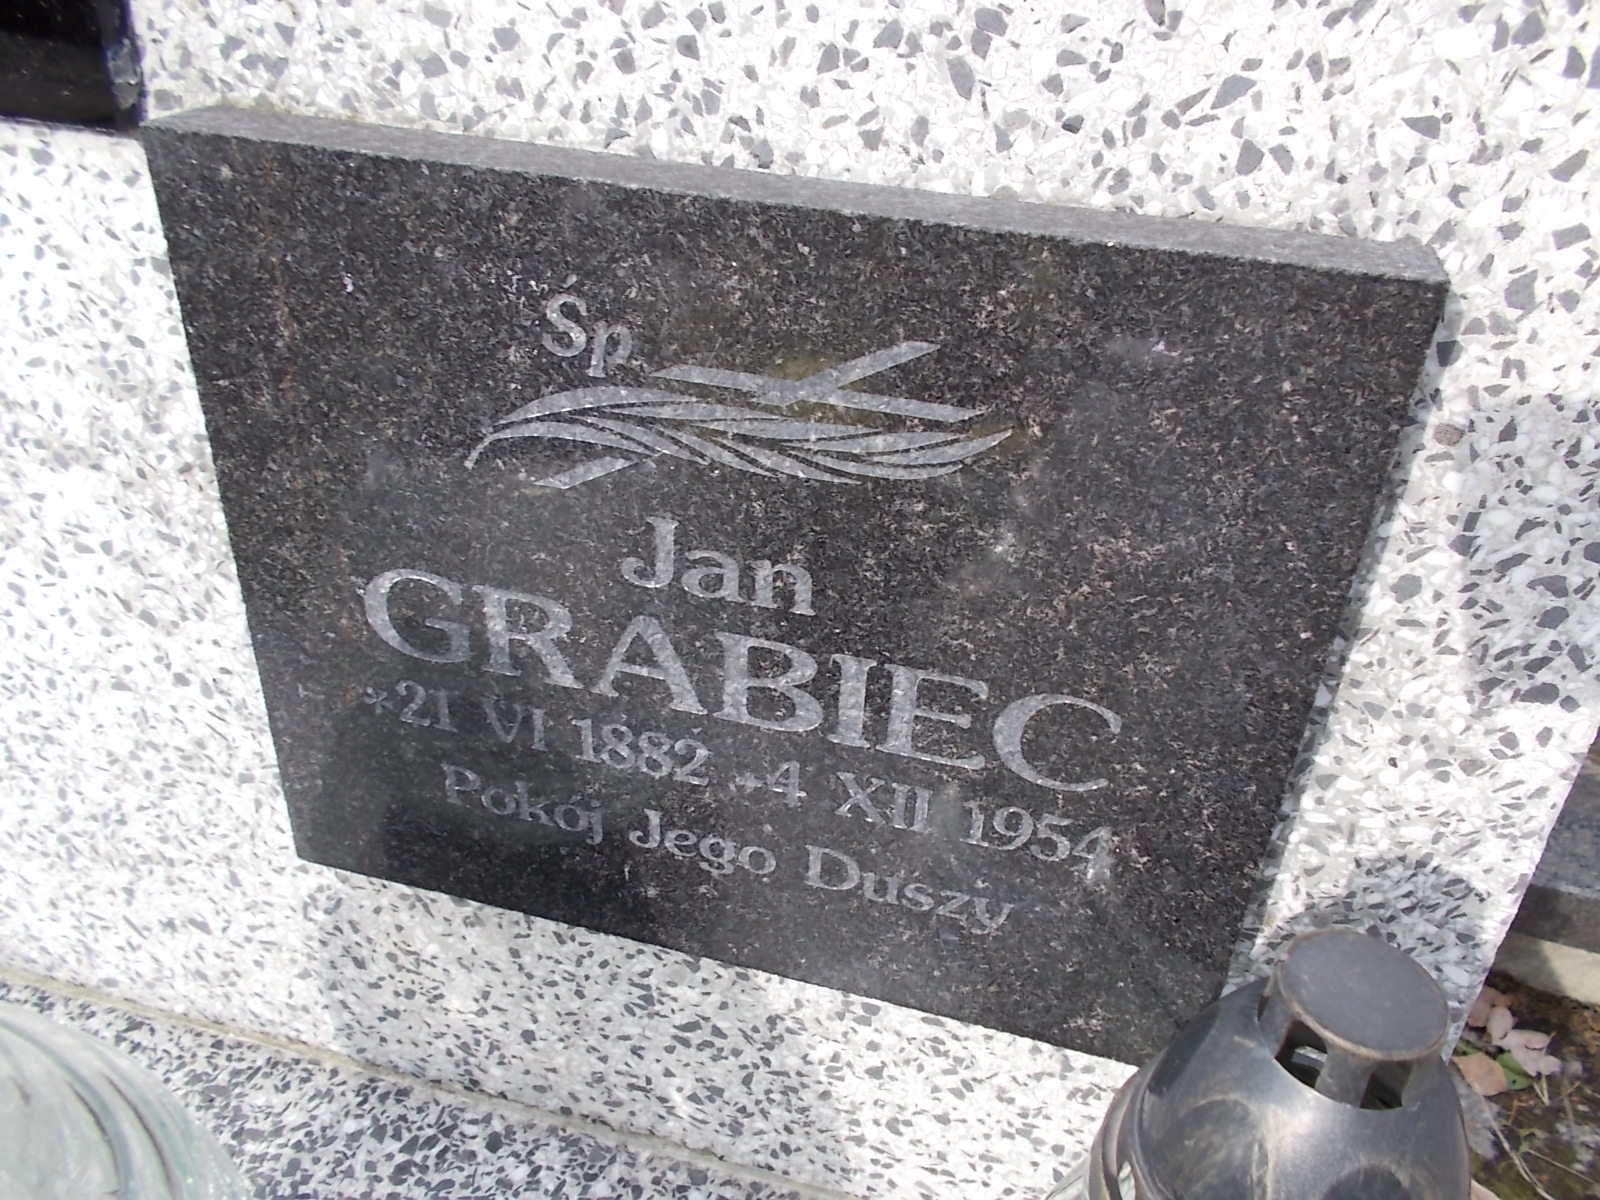 Śp.
Jan
GRABIEC
*21 VI 1882 +4 XII 1954
Pokój Jego Duszy